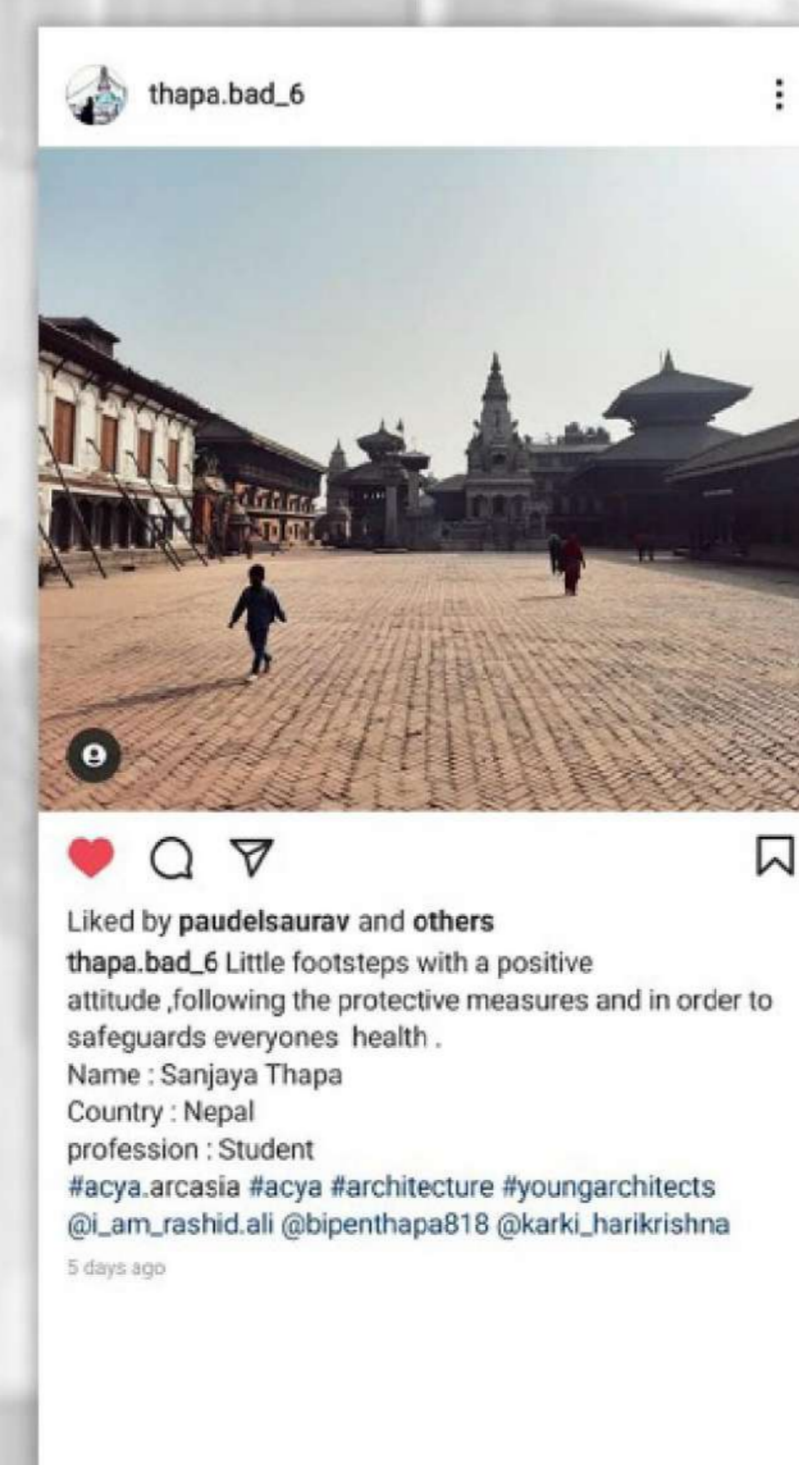 thapa.bad_6
Liked by paudelsaurav and others
thapa.bad_6 Little footsteps with a positive
attitude ,following the protective measures and in order to
safeguards everyones  health .
Name : Sanjaya Thapa
Country : Nepal
profession : Student
#acya.arcasia #acya #architecture #youngarchitects
@i_am_rashid.ali @bipenthapa818 @karki_harikrishna
5 days ago